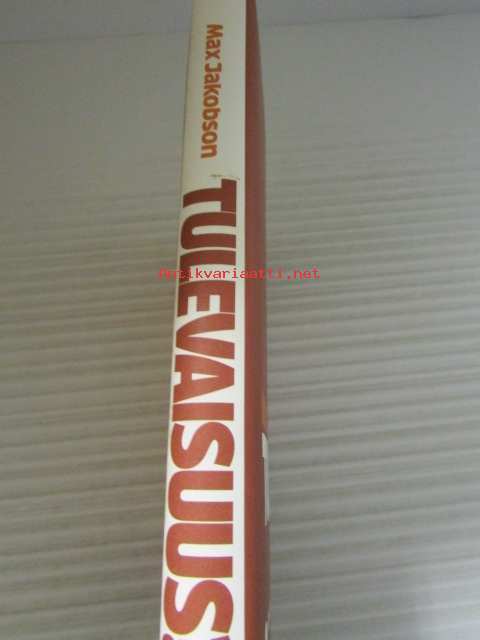 Max Jakobson
TULEVAISUUS
antikvariaatti.net